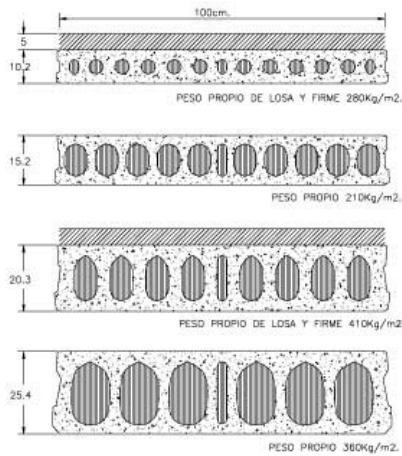 100cm.
5
10.2
PESO PROPIO DE LOSA Y FIRME 280Kg/m2.
15.2
PESO PROPIO 210Kg/m2.
20.3
PESO PROPIO DE LOSA Y FIRME 410Kg/m2
25.4
PESO PROPIO 360Kg/m2.